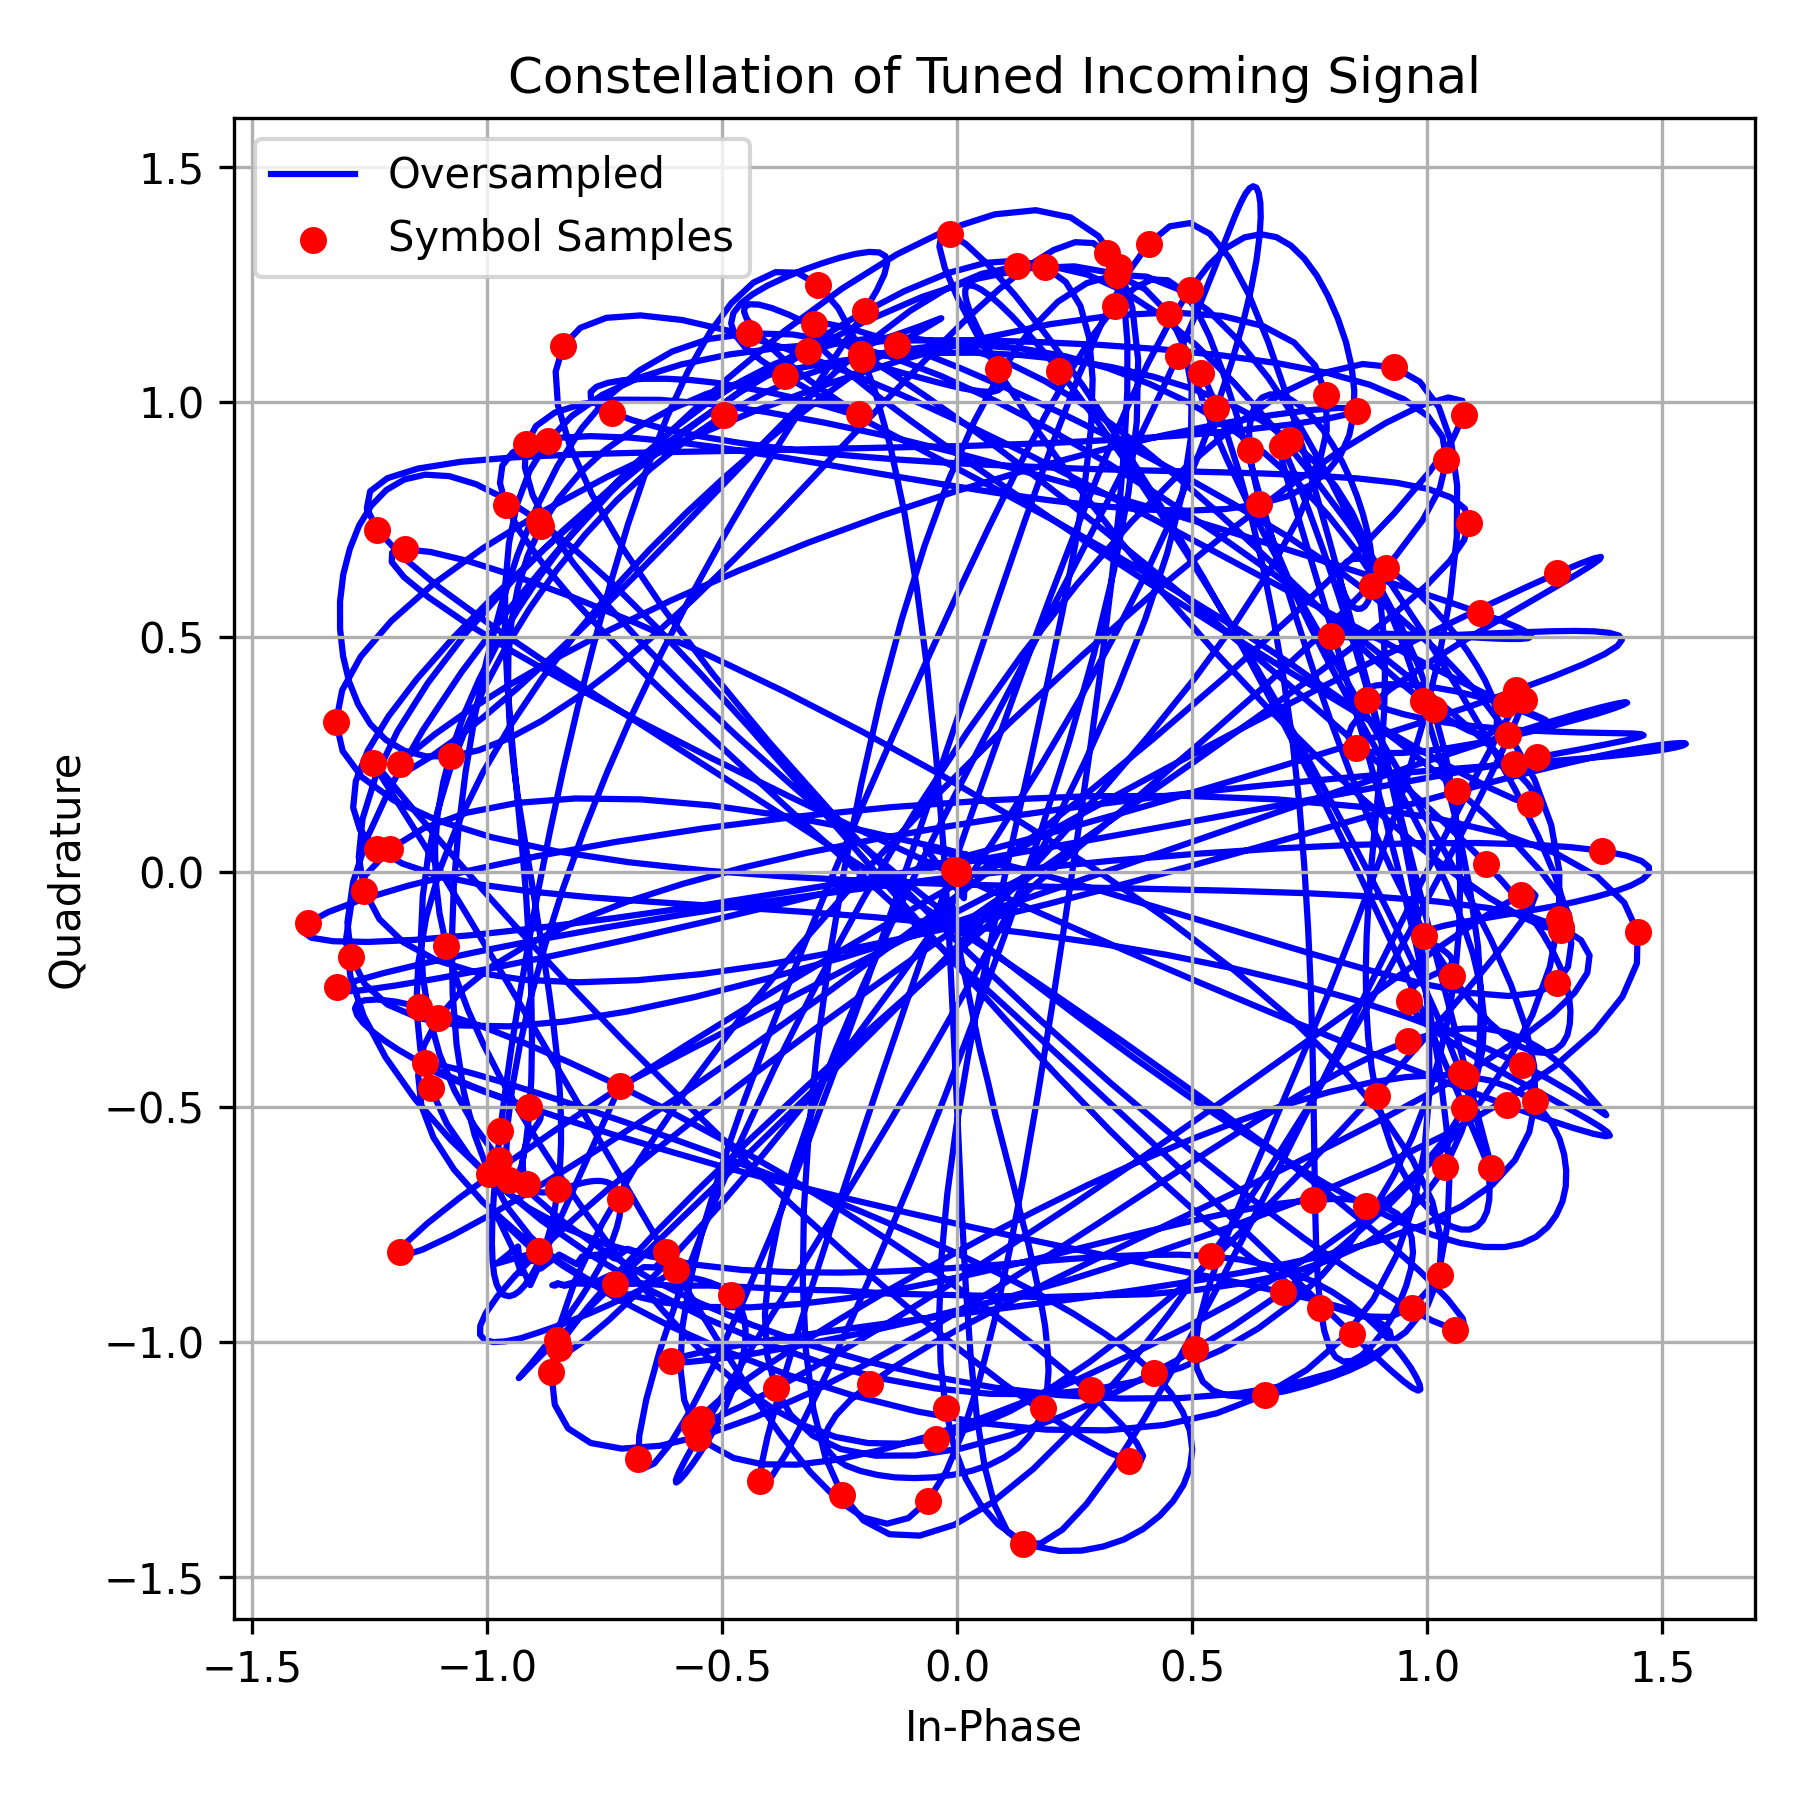 Constellation of Tuned Incoming Signal
Oversampled
Symbol Samples
1.5
1.0
0.5
0.0
−0.5
−1.0
−1.5
Quadrature
−1.5 −1.0 −0.5 0.0 0.5 1.0 1.5
In-Phase